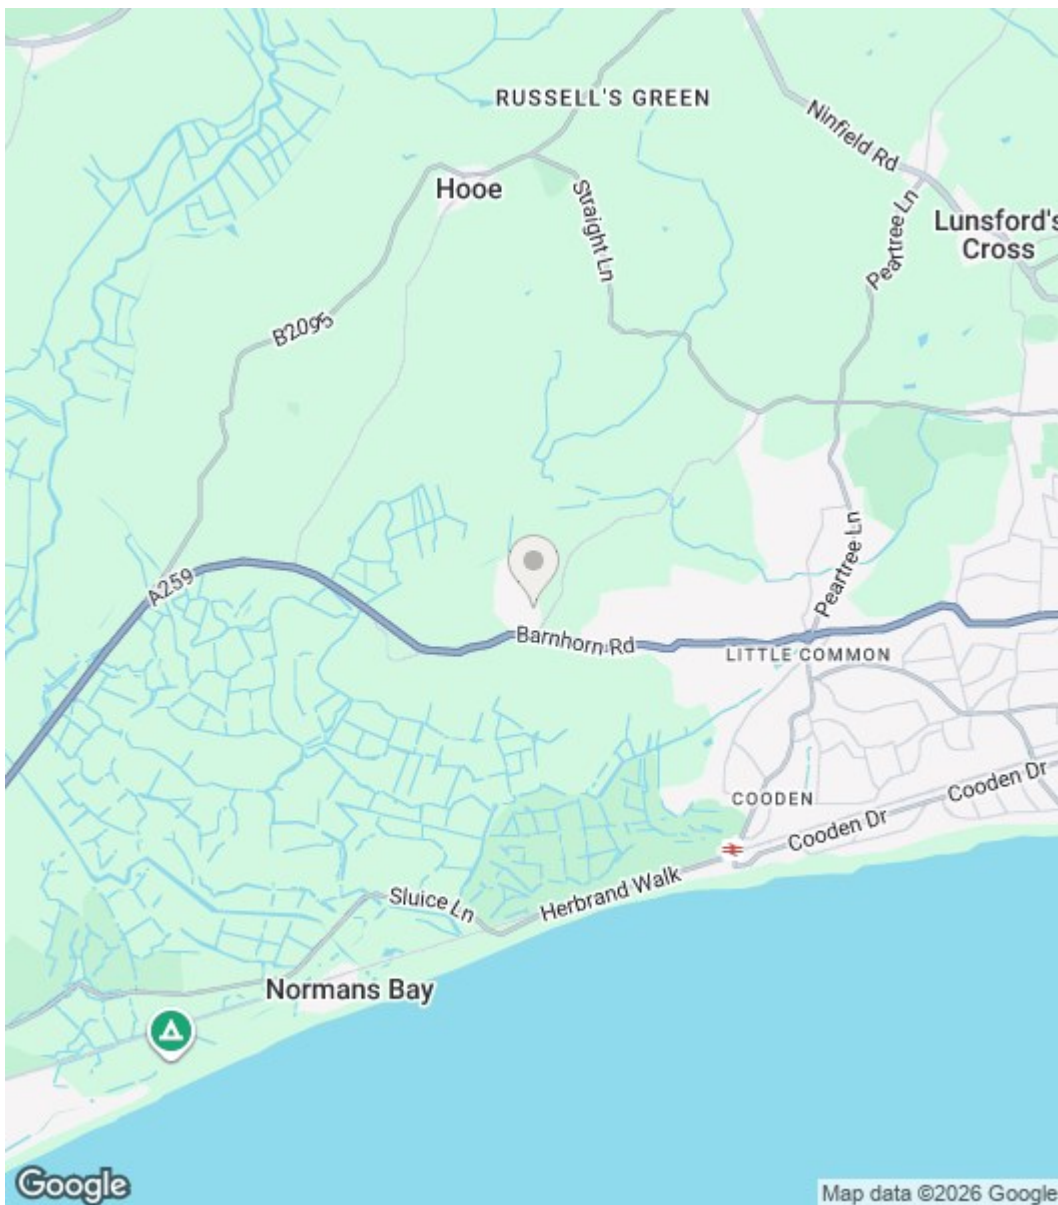 RUSSELL'S GREEN
Ninfield Rd
Hooe
Straight Ln
Peartree Ln
Lunsford's
Cross
B2095
A259
Peartree Ln
Barnhorn Rd
LITTLE COMMON
COODEN
Cooden Dr
Cooden Dr
Herbrand Walk
Sluice Ln
Normans Bay
Google
Map data ©2026 Google